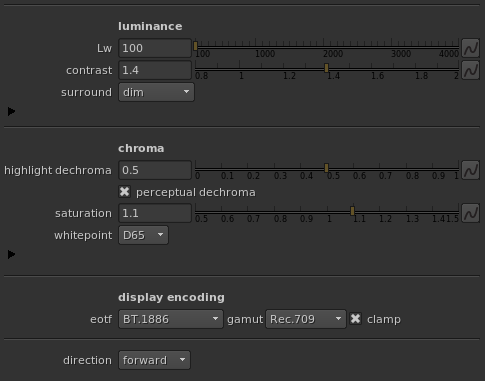 luminance
Lw 100 100 1000 2000 3000 4000
contrast 1.4 0.8 1. 1.2 1.4 1.6 1.8 2
surround dim
chroma
highlight dechroma 0.5 0 0.1 0.2 0.3 0.4 0.5 0.6 0.7 0.8 0.9 1
perceptual dechroma
saturation 1.1 0.5 0.6 0.7 0.8 0.9 1 1.1 1.2 1.3 1.4 1.5
whitepoint D65
display encoding
eotf BT.1886 gamut Rec.709 clamp
direction forward